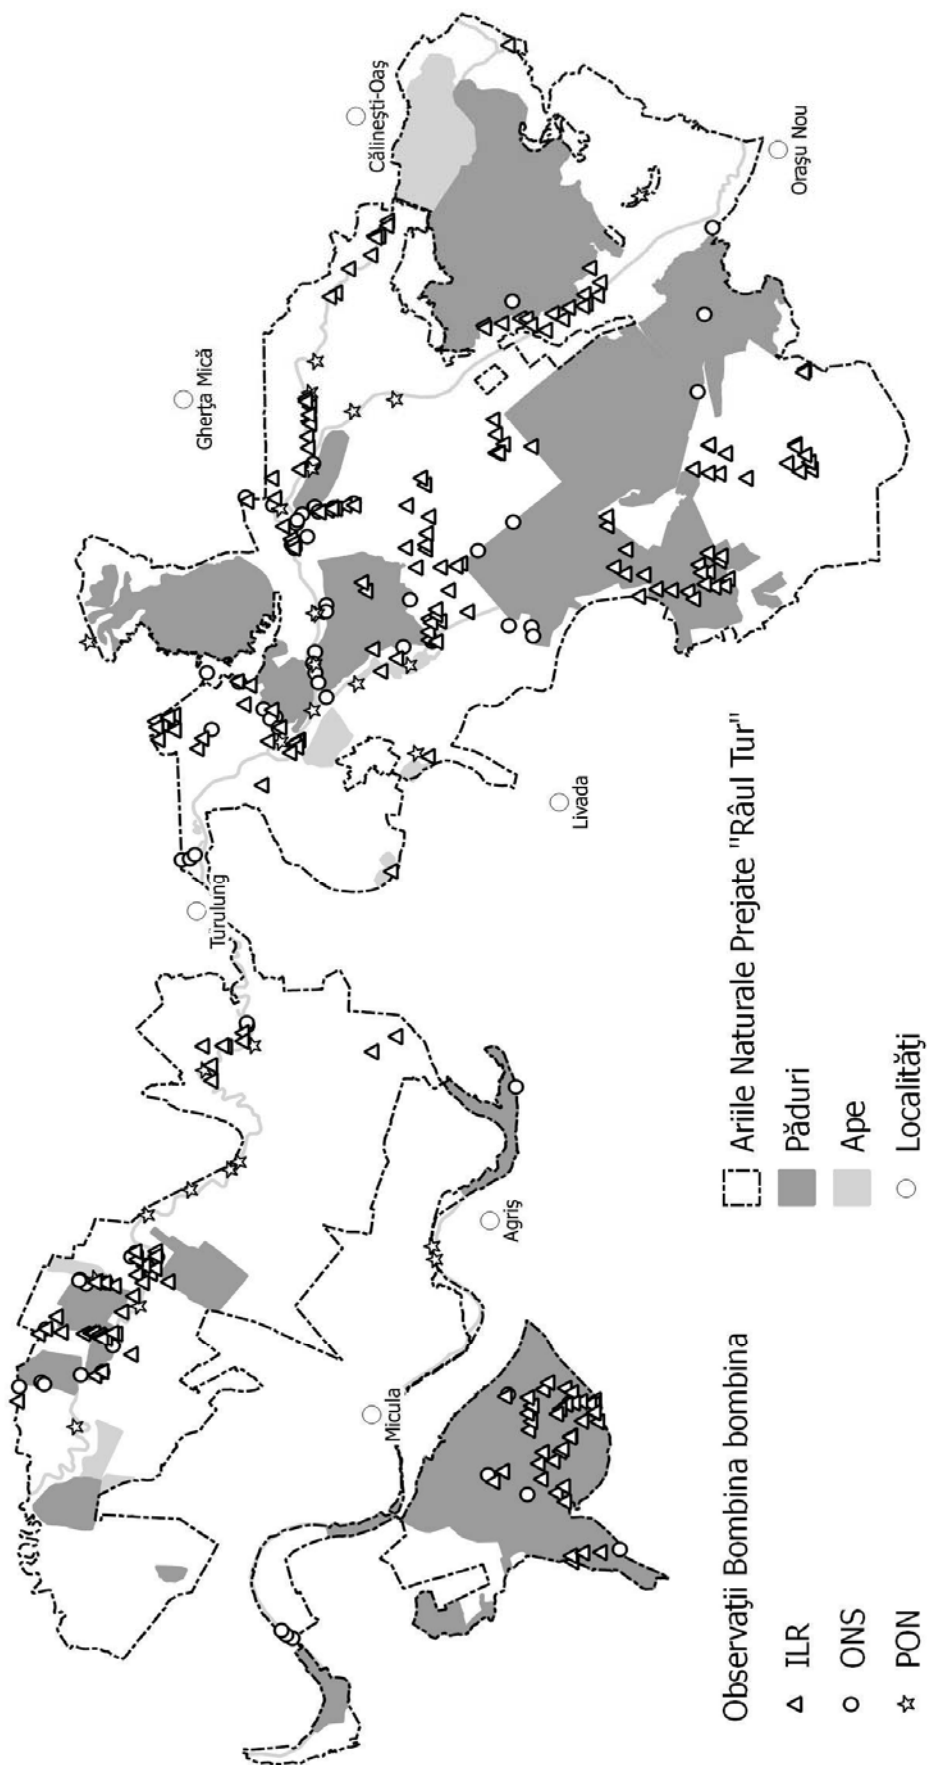 Călinești-Oaș
Orașu Nou
Gherța Mică
Livada
Turulung
Agriș
Micula
Observații Bombina bombina
ILR
ONS
PON
Ariile Naturale Prejate "Râul Tur"
Păduri
Ape
Localități